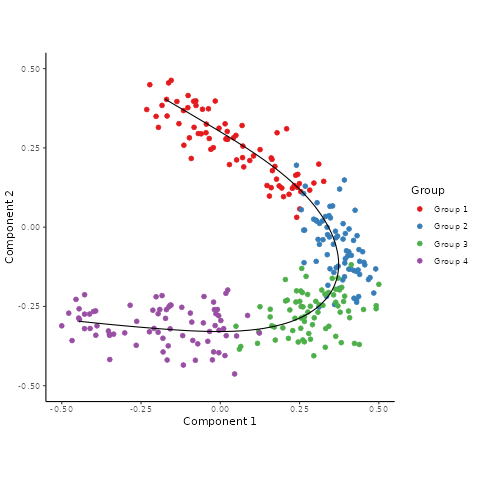 Component 2
0.50
0.25
0.00
-0.25
-0.50
-0.50 -0.25 0.00 0.25 0.50
Component 1
Group
Group 1
Group 2
Group 3
Group 4